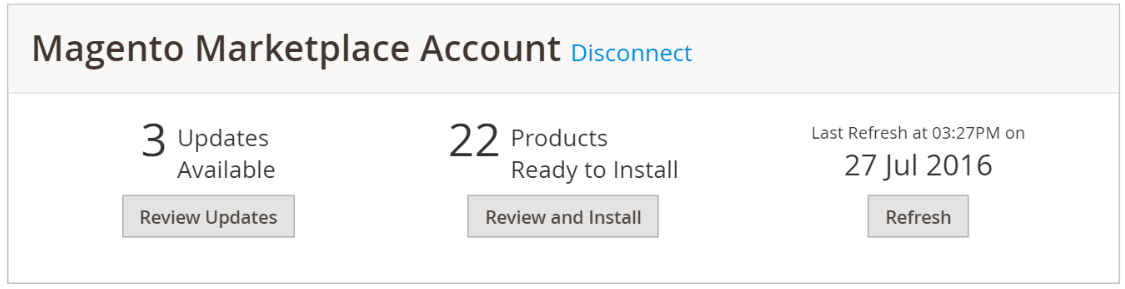 Magento Marketplace Account Disconnect
3 Updates
Available
22 Products
Ready to Install
Last Refresh at 03:27PM on
27 Jul 2016
Review Updates
Review and Install
Refresh